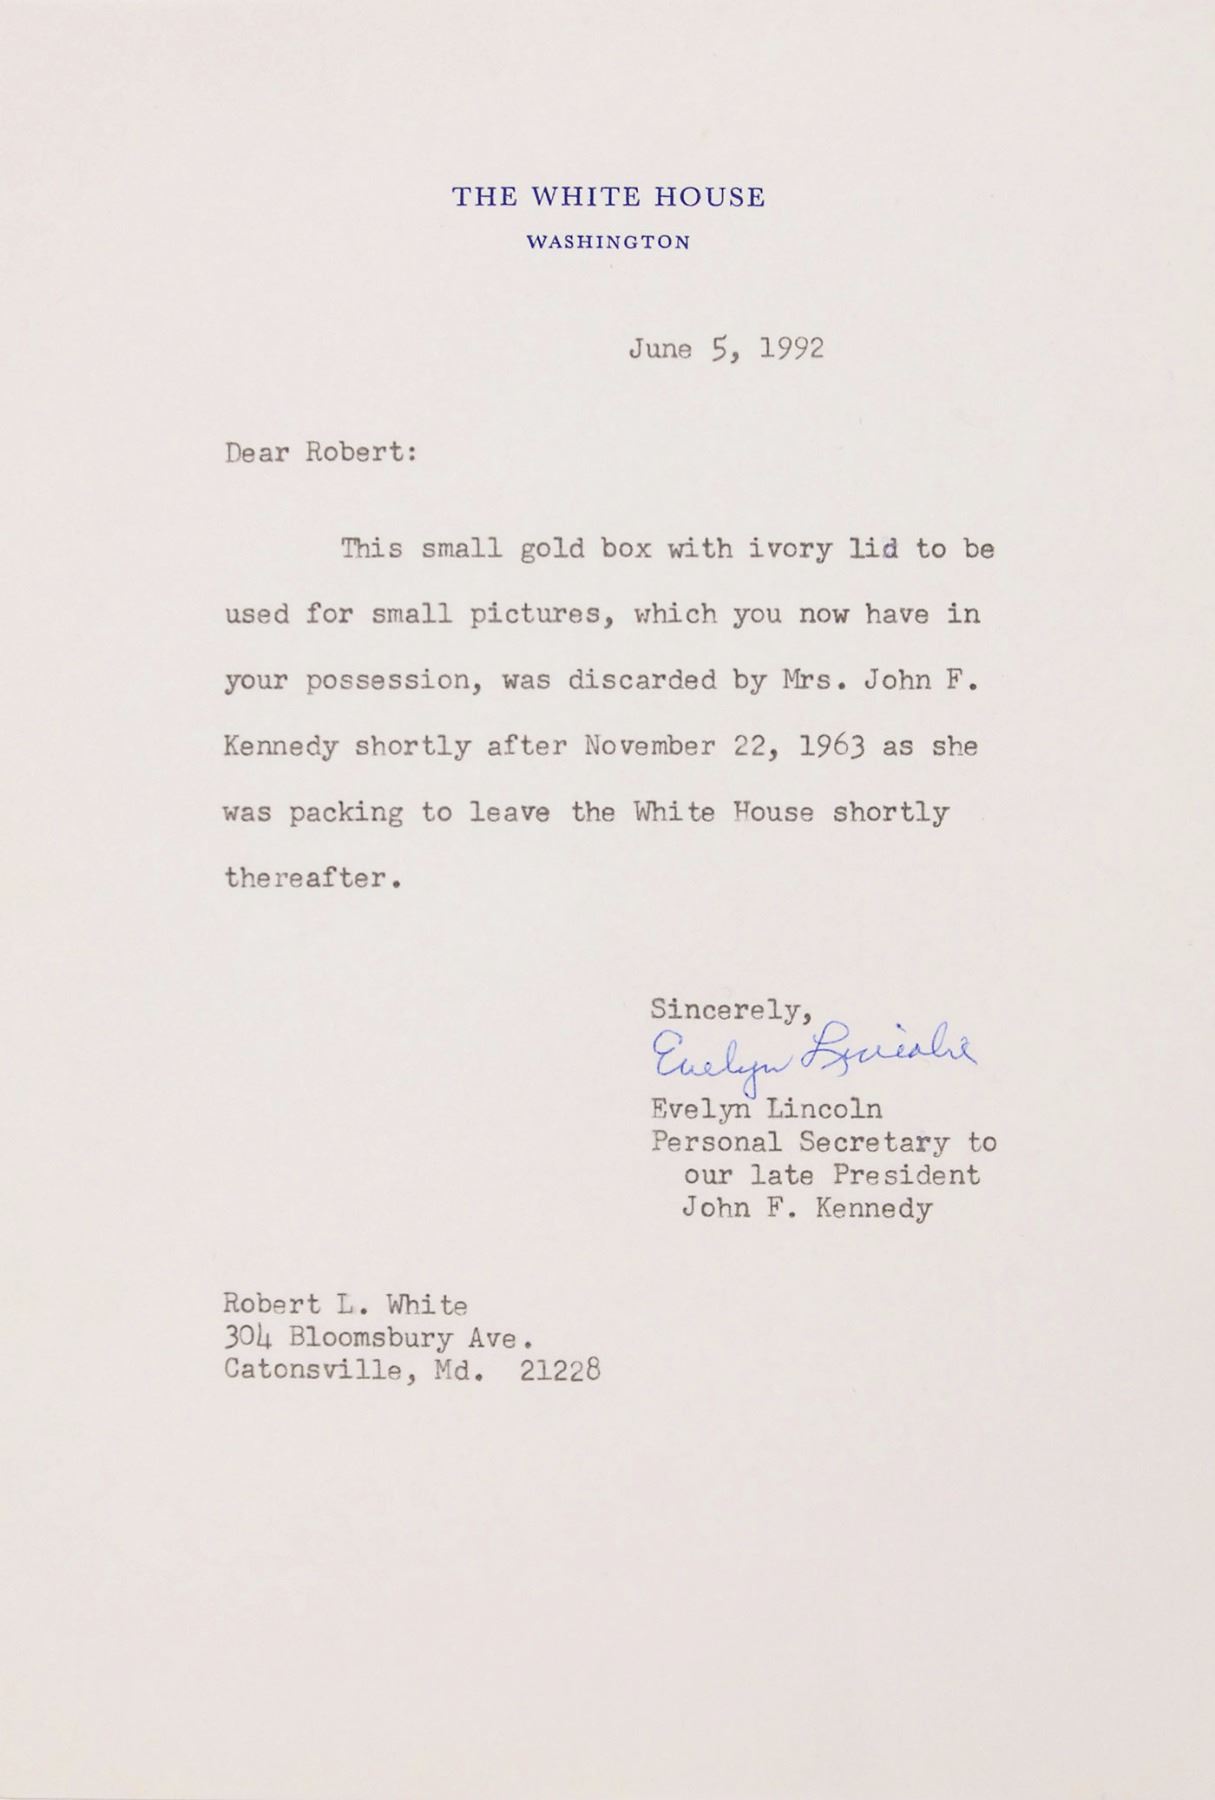 THE WHITE HOUSE
WASHINGTON
June 5, 1992
Dear Robert:
This small gold box with ivory lid to be
used for small pictures, which you now have in
your possession, was discarded by Mrs. John F.
Kennedy shortly after November 22, 1963 as she
was packing to leave the White House shortly
thereafter.
Sincerely,
Evelyn Lincoln
Evelyn Lincoln
Personal Secretary to
our late President
John F. Kennedy
Robert L. White
304 Bloomsbury Ave.
Catonsville, Md. 21228